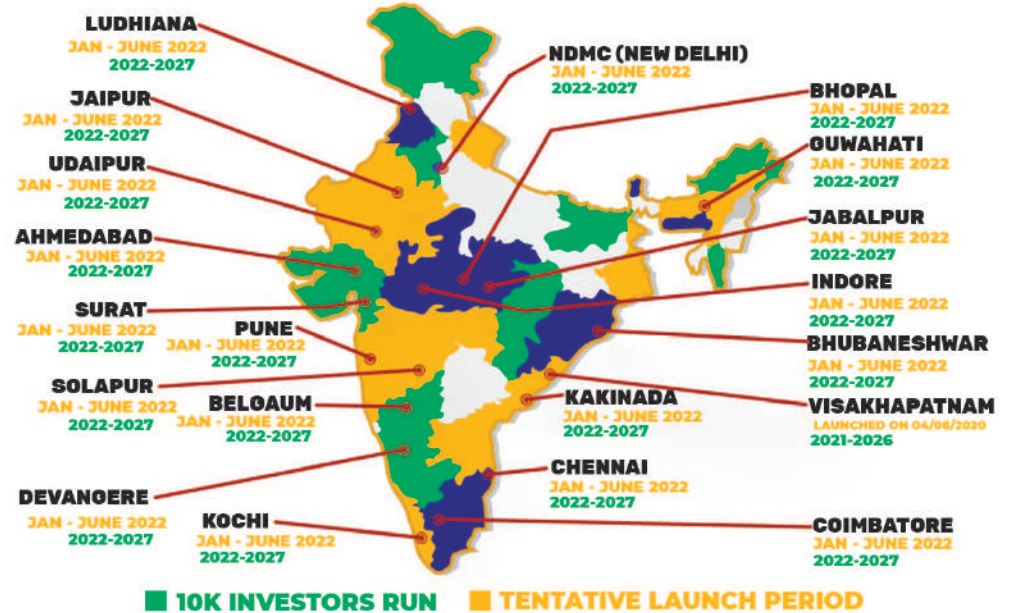 LUDHIANA
JAN - JUNE 2022
2022-2027
JAIPUR
JAN - JUNE 2022
2022-2027
UDAIPUR
JAN - JUNE 2022
2022-2027
AHMEDABAD
JAN - JUNE 2022
2022-2027
SURAT
JAN - JUNE 2022
2022-2027
PUNE
JAN - JUNE 2022
2022-2027
SOLAPUR
JAN - JUNE 2022
2022-2027
BELGAUM
JAN - JUNE 2022
2022-2027
DEVANGERE
JAN - JUNE 2022
2022-2027
KOCHI
JAN - JUNE 2022
2022-2027
NDMC (NEW DELHI)
JAN - JUNE 2022
2022-2027
BHOPAL
JAN - JUNE 2022
2022-2027
GUWAHATI
JAN - JUNE 2022
2022-2027
JABALPUR
JAN - JUNE 2022
2022-2027
INDORE
JAN - JUNE 2022
2022-2027
BHUBANESHWAR
JAN - JUNE 2022
2022-2027
KAKINADA
JAN - JUNE 2022
2022-2027
VISAKHAPATNAM
LAUNCHED ON 04/06/2020
2021-2026
CHENNAI
JAN - JUNE 2022
2022-2027
COIMBATORE
JAN - JUNE 2022
2022-2027
10K INVESTORS RUN
TENTATIVE LAUNCH PERIOD